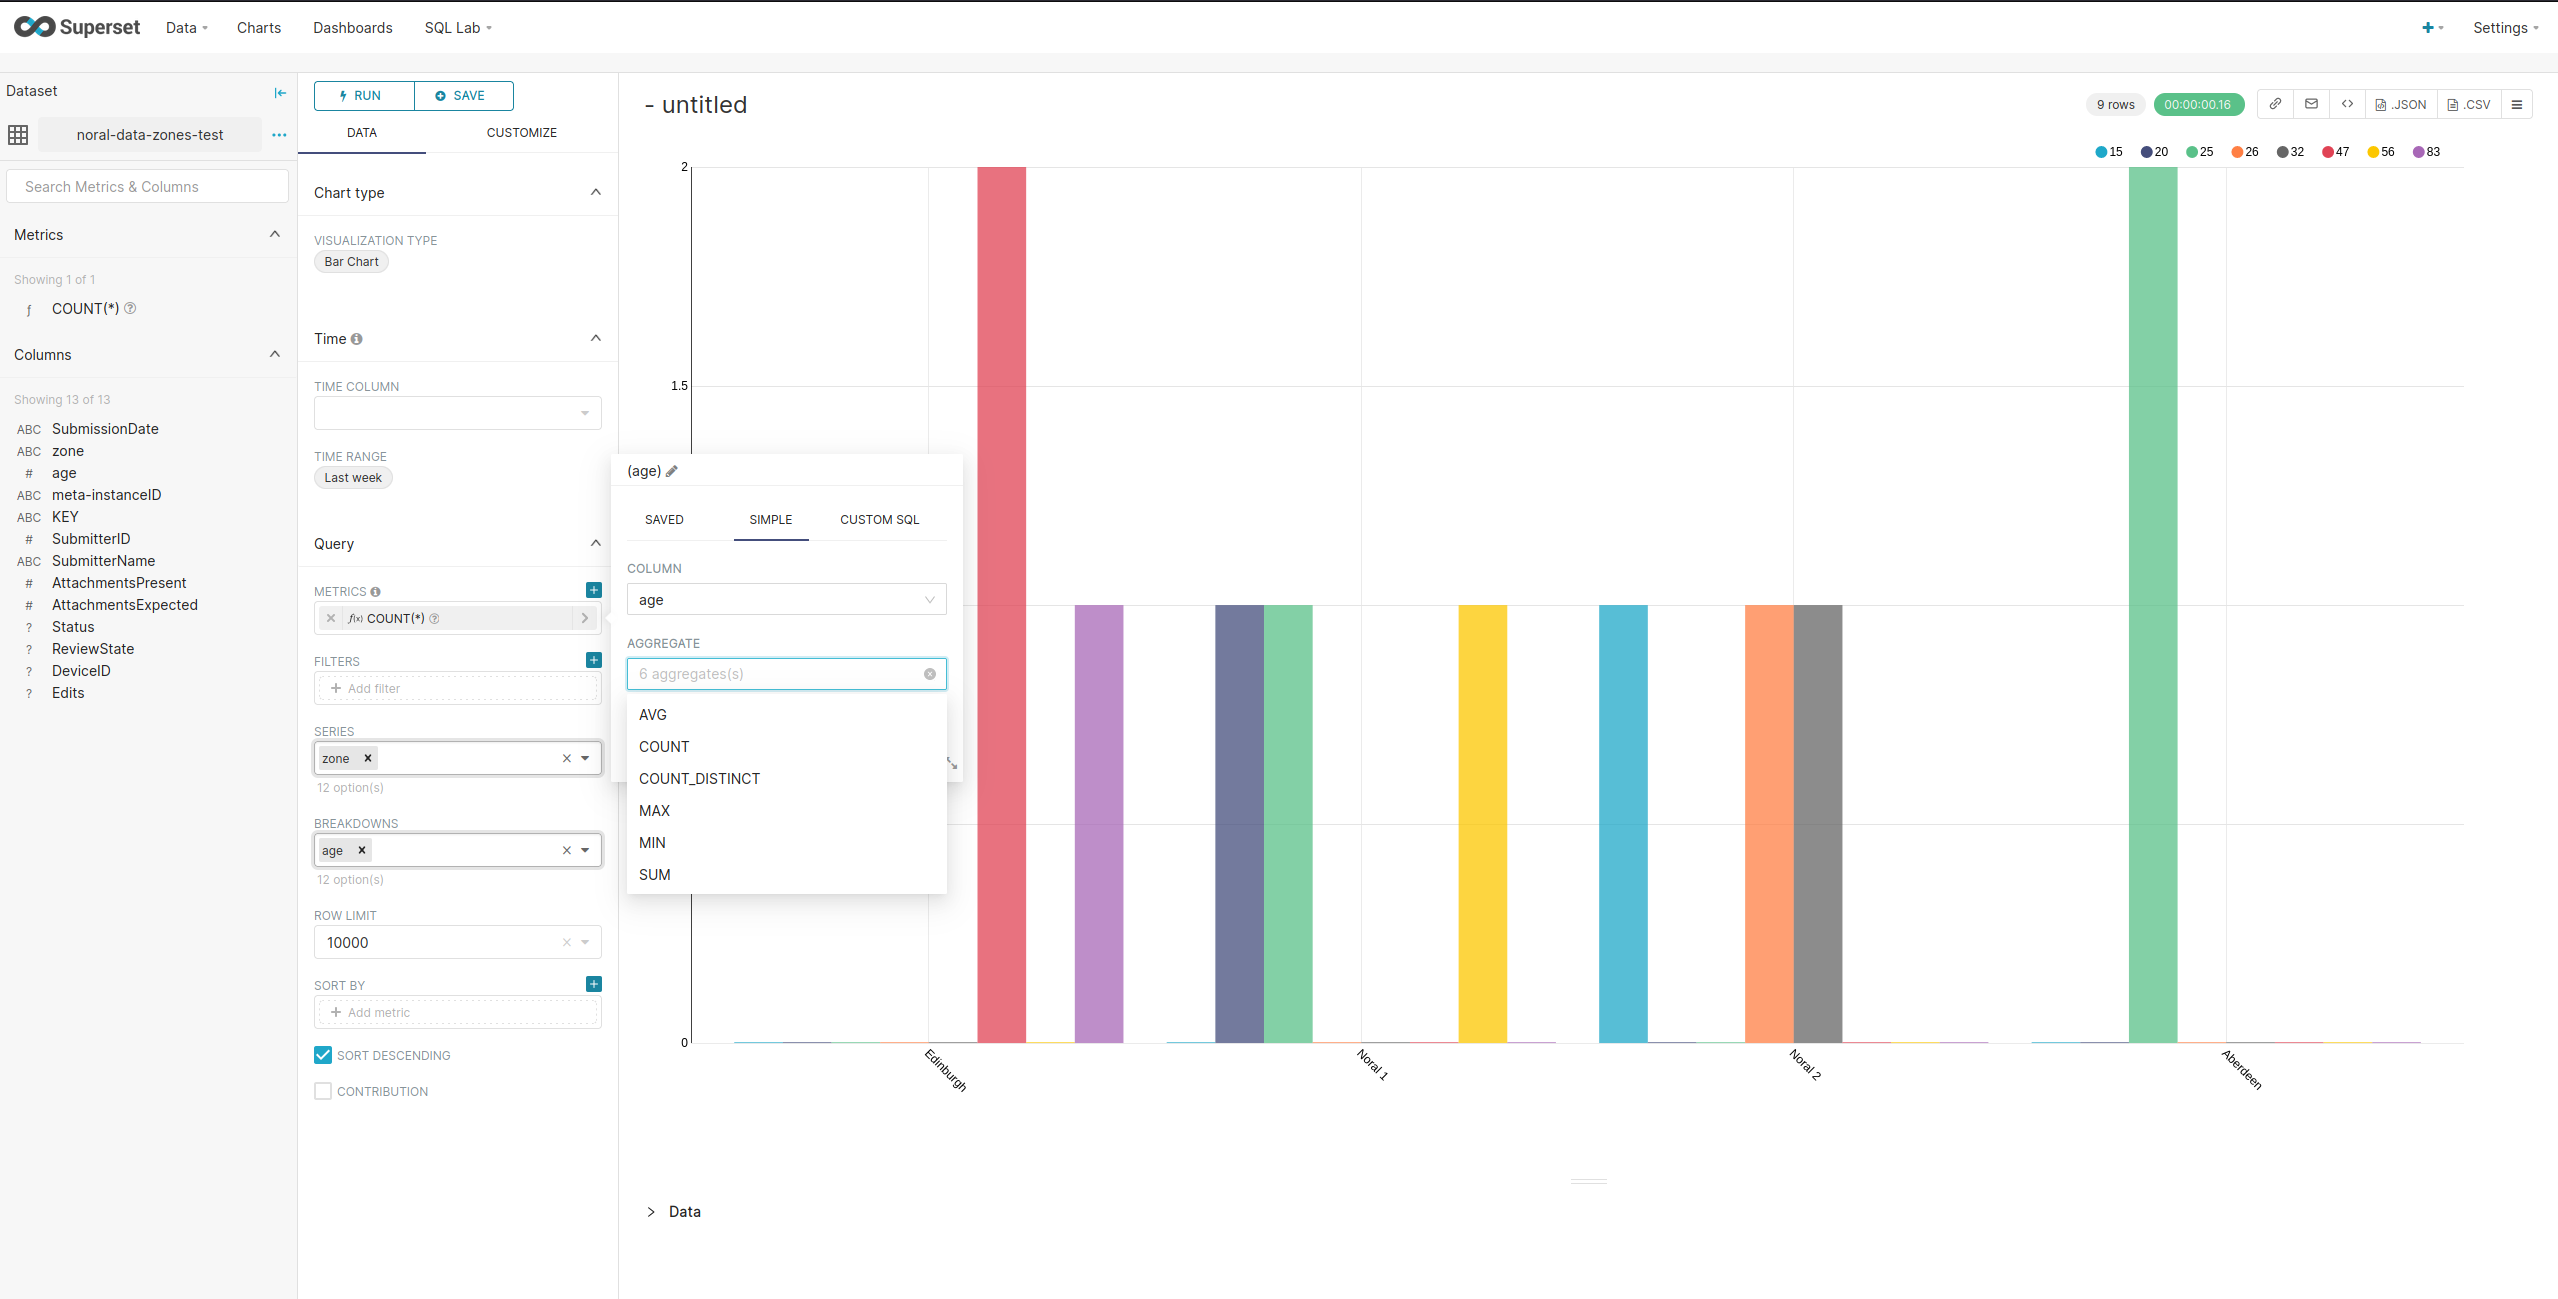 Superset
Data
Charts
Dashboards
SQL Lab
Settings
Dataset
noral-data-zones-test
Search Metrics & Columns
Metrics
Showing 1 of 1
ƒ COUNT(*)
Columns
Showing 13 of 13
ABC SubmissionDate
ABC zone
# age
ABC meta-instanceID
ABC KEY
# SubmitterID
ABC SubmitterName
# AttachmentsPresent
# AttachmentsExpected
? Status
? ReviewState
? DeviceID
? Edits
RUN
SAVE
DATA
CUSTOMIZE
Chart type
VISUALIZATION TYPE
Bar Chart
Time
TIME COLUMN
TIME RANGE
Last week
Query
METRICS
ƒ(x) COUNT(*)
FILTERS
+ Add filter
SERIES
zone
12 option(s)
BREAKDOWNS
age
12 option(s)
ROW LIMIT
10000
SORT BY
+ Add metric
SORT DESCENDING
CONTRIBUTION
(age)
SAVED
SIMPLE
CUSTOM SQL
COLUMN
age
AGGREGATE
6 aggregates(s)
AVG
COUNT
COUNT_DISTINCT
MAX
MIN
SUM
- untitled
9 rows
00:00:00.16
.JSON
.CSV
15 20 25 26 32 47 56 83
2
1.5
0
Edinburgh
Noral 1
Noral 2
Aberdeen
Data